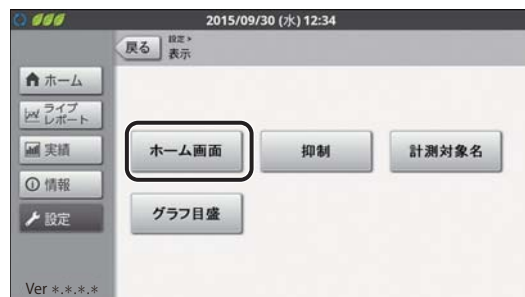 2015/09/30 (水) 12:34
戻る
設定 >
表示
ホーム
ライブ
レポート
実績
情報
設定
ホーム画面
抑制
計測対象名
グラフ目盛
Ver *.*.*.*